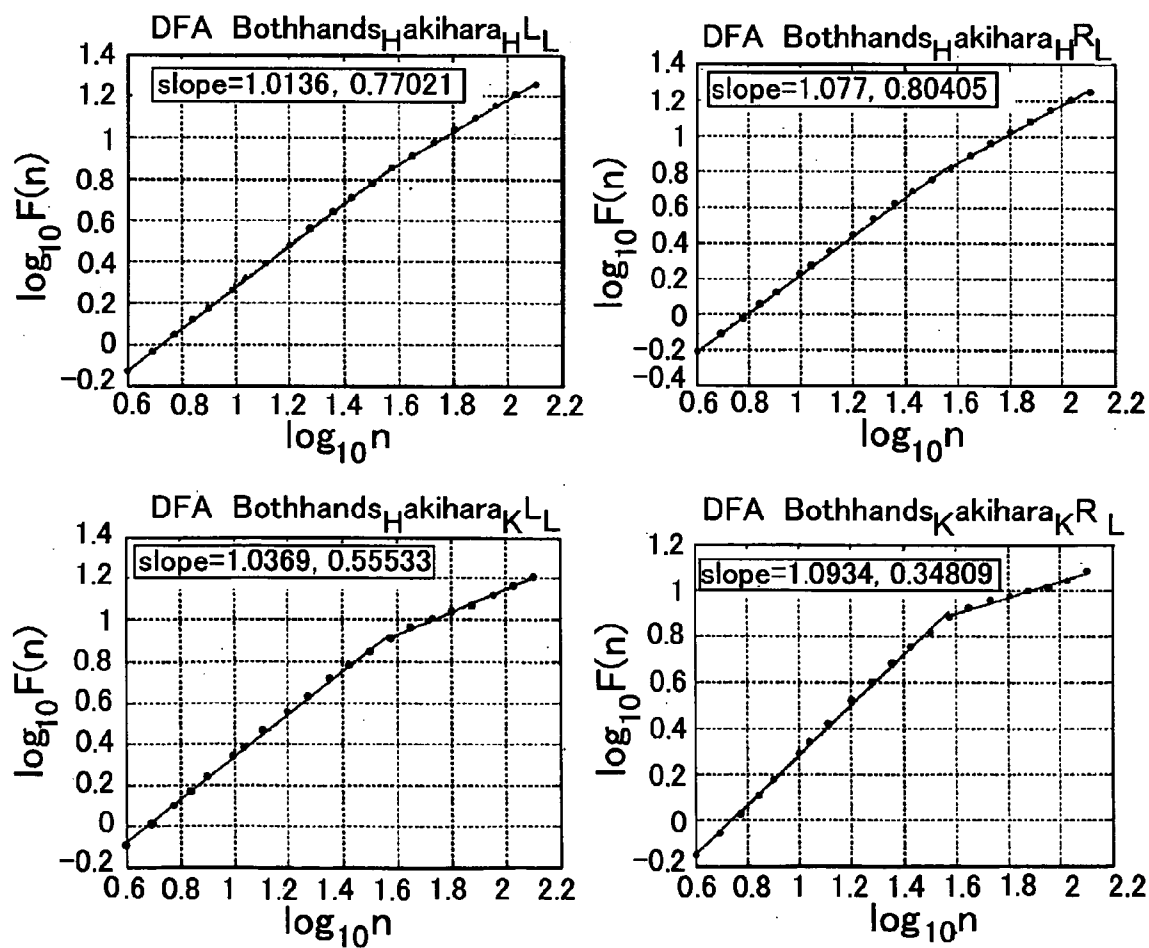 DFA Bothhands_Hakihara_HL_L
slope=1.0136, 0.77021
1.4
1.2
1
0.8
0.6
0.4
0.2
0
−0.2
log10F(n)
0.6 0.8 1 1.2 1.4 1.6 1.8 2 2.2
log10n
DFA Bothhands_Hakihara_HR_L
slope=1.077, 0.80405
1.4
1.2
1
0.8
0.6
0.4
0.2
0
−0.2
−0.4
log10F(n)
0.6 0.8 1 1.2 1.4 1.6 1.8 2 2.2
log10n
DFA Bothhands_Hakihara_KL_L
slope=1.0369, 0.55533
1.4
1.2
1
0.8
0.6
0.4
0.2
0
−0.2
log10F(n)
0.6 0.8 1 1.2 1.4 1.6 1.8 2 2.2
log10n
DFA Bothhands_Kakihara_KR_L
slope=1.0934, 0.34809
1.2
1
0.8
0.6
0.4
0.2
0
−0.2
log10F(n)
0.6 0.8 1 1.2 1.4 1.6 1.8 2 2.2
log10n